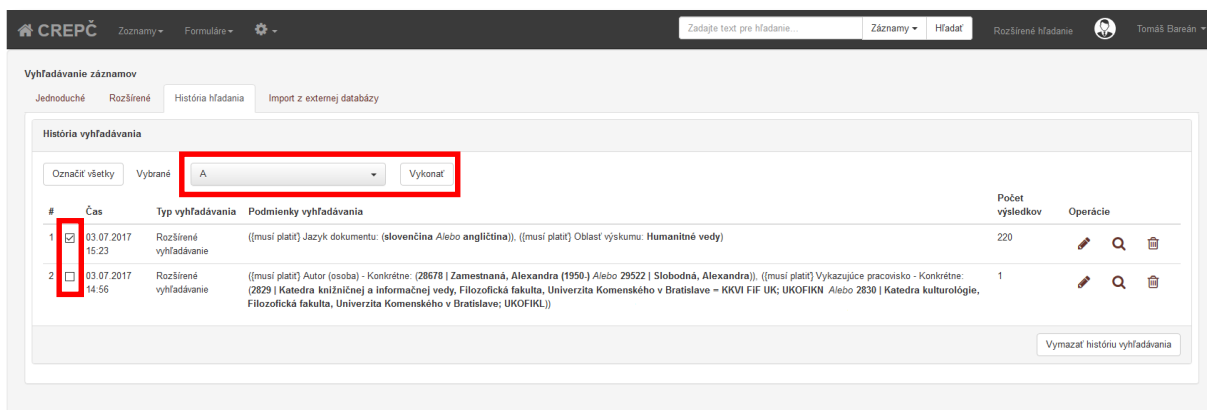 CREPČ Zoznamy Formuláre Zadajte text pre hľadanie... Záznamy Hľadať Rozšírené hľadanie Tomáš Bareán
Vyhľadávanie záznamov
Jednoduché Rozšírené História hľadania Import z externej databázy
História vyhľadávania
Označiť všetky Vybrané A Vykonať
# Čas Typ vyhľadávania Podmienky vyhľadávania Počet výsledkov Operácie
1 03.07.2017 15:23 Rozšírené vyhľadávanie ({musí platiť} Jazyk dokumentu: (slovenčina Alebo angličtina)), ({musí platiť} Oblasť výskumu: Humanitné vedy) 220
2 03.07.2017 14:56 Rozšírené vyhľadávanie ({musí platiť} Autor (osoba) - Konkrétne: (28678 | Zamestnaná, Alexandra (1950-) Alebo 29522 | Slobodná, Alexandra)), ({musí platiť} Vykazujúce pracovisko - Konkrétne: 1
(2829 | Katedra knižničnej a informačnej vedy, Filozofická fakulta, Univerzita Komenského v Bratislave = KKVI FiF UK; UKOFIKN Alebo 2830 | Katedra kulturológie,
Filozofická fakulta, Univerzita Komenského v Bratislave; UKOFIKL))
Vymazať históriu vyhľadávania